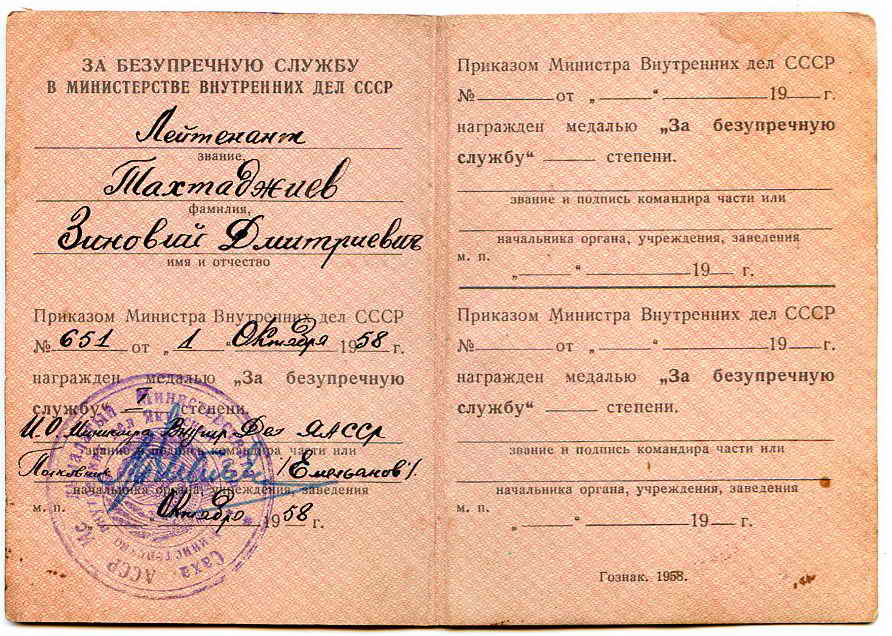 ЗА БЕЗУПРЕЧНУЮ СЛУЖБУ
В МИНИСТЕРСТВЕ ВНУТРЕННИХ ДЕЛ СССР
Лейтенант
звание,
Тахтаджиев
фамилия,
Зиновий Дмитриевич
имя и отчество
Приказом Министра Внутренних дел СССР
№ 651 от „ 1 “ Октября 1958 г.
награжден медалью „За безупречную
службу“ I степени.
И.О. Министра Внутр. Дел ЯАССР
звание и подпись командира части или
Полковник /Емельянов/.
начальника органа, учреждения, заведения
м. п. „ “ Октября 1958 г.
Саха АССР
Приказом Министра Внутренних дел СССР
№ от „ “ 19 г.
награжден медалью „За безупречную
службу“ степени.
звание и подпись командира части или
начальника органа, учреждения, заведения
м. п.
„ “ 19 г.
Приказом Министра Внутренних дел СССР
№ от „ “ 19 г.
награжден медалью „За безупречную
службу“ степени.
звание и подпись командира части или
начальника органа, учреждения, заведения
м. п.
„ “ 19 г.
Гознак. 1958.